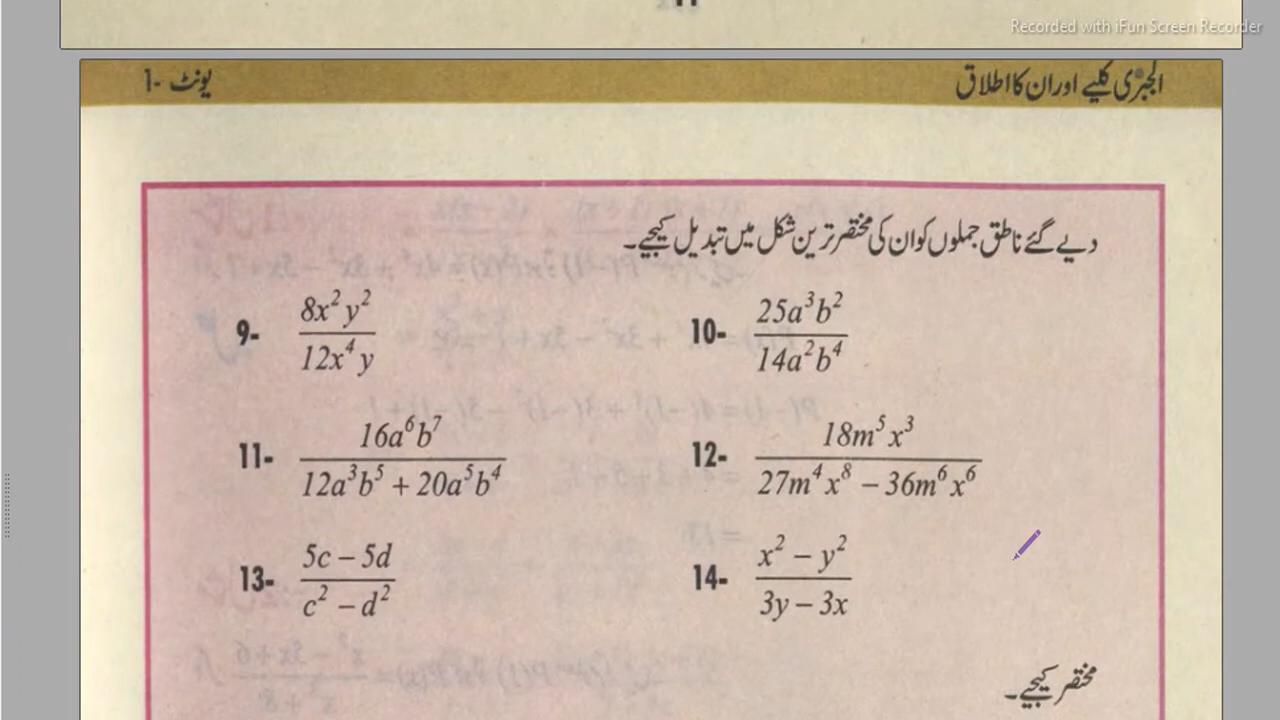 Recorded with iFun Screen Recorder
الجبری کلیے اور ان کا اطلاق یونٹ -1
دیے گئے ناطق جملوں کو ان کی مختصر ترین شکل میں تبدیل کیجیے۔
9- 8x²y² / 12x⁴y 10- 25a³b² / 14a²b⁴
11- 16a⁶b⁷ / 12a³b⁵ + 20a⁵b⁴ 12- 18m⁵x³ / 27m⁴x⁸ − 36m⁶x⁶
13- 5c − 5d / c² − d² 14- x² − y² / 3y − 3x
مختصر کیجیے۔